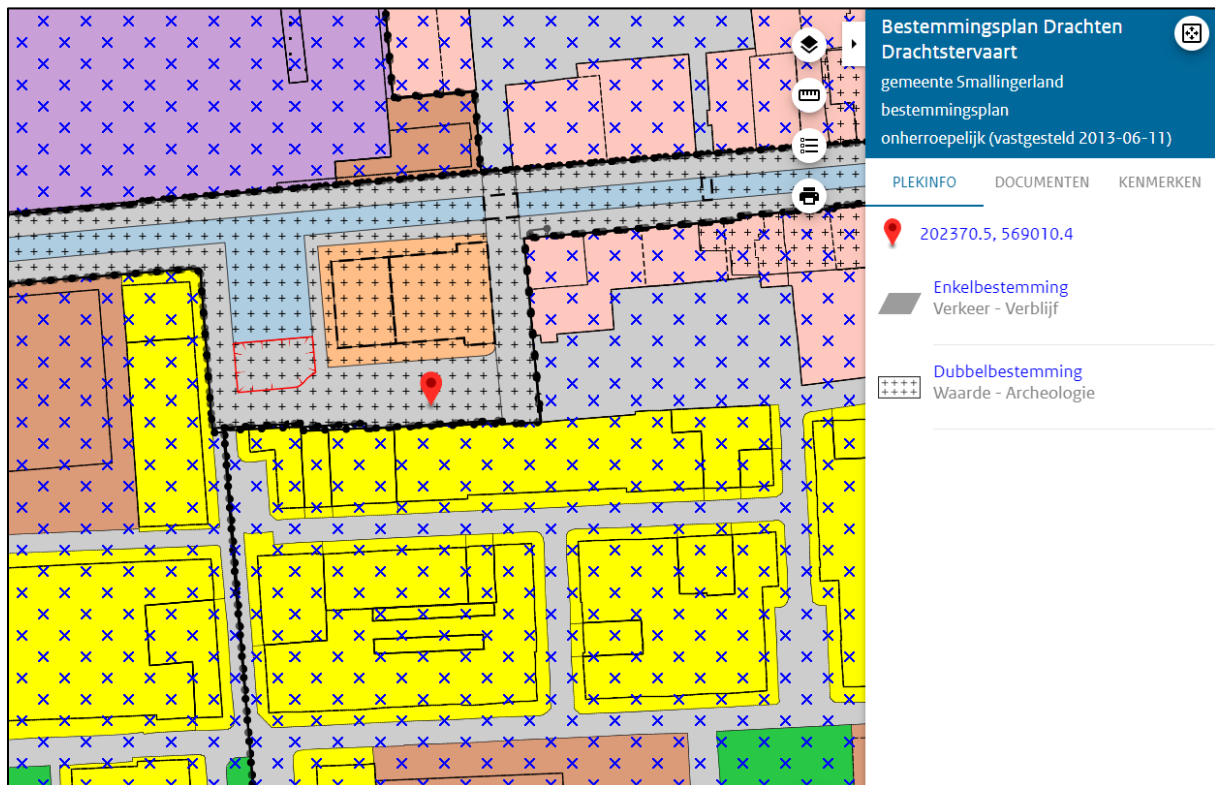 Bestemmingsplan Drachten
Drachtstervaart
gemeente Smallingerland
bestemmingsplan
onherroepelijk (vastgesteld 2013-06-11)
PLEKINFO DOCUMENTEN KENMERKEN
202370.5, 569010.4
Enkelbestemming
Verkeer - Verblijf
Dubbelbestemming
Waarde - Archeologie